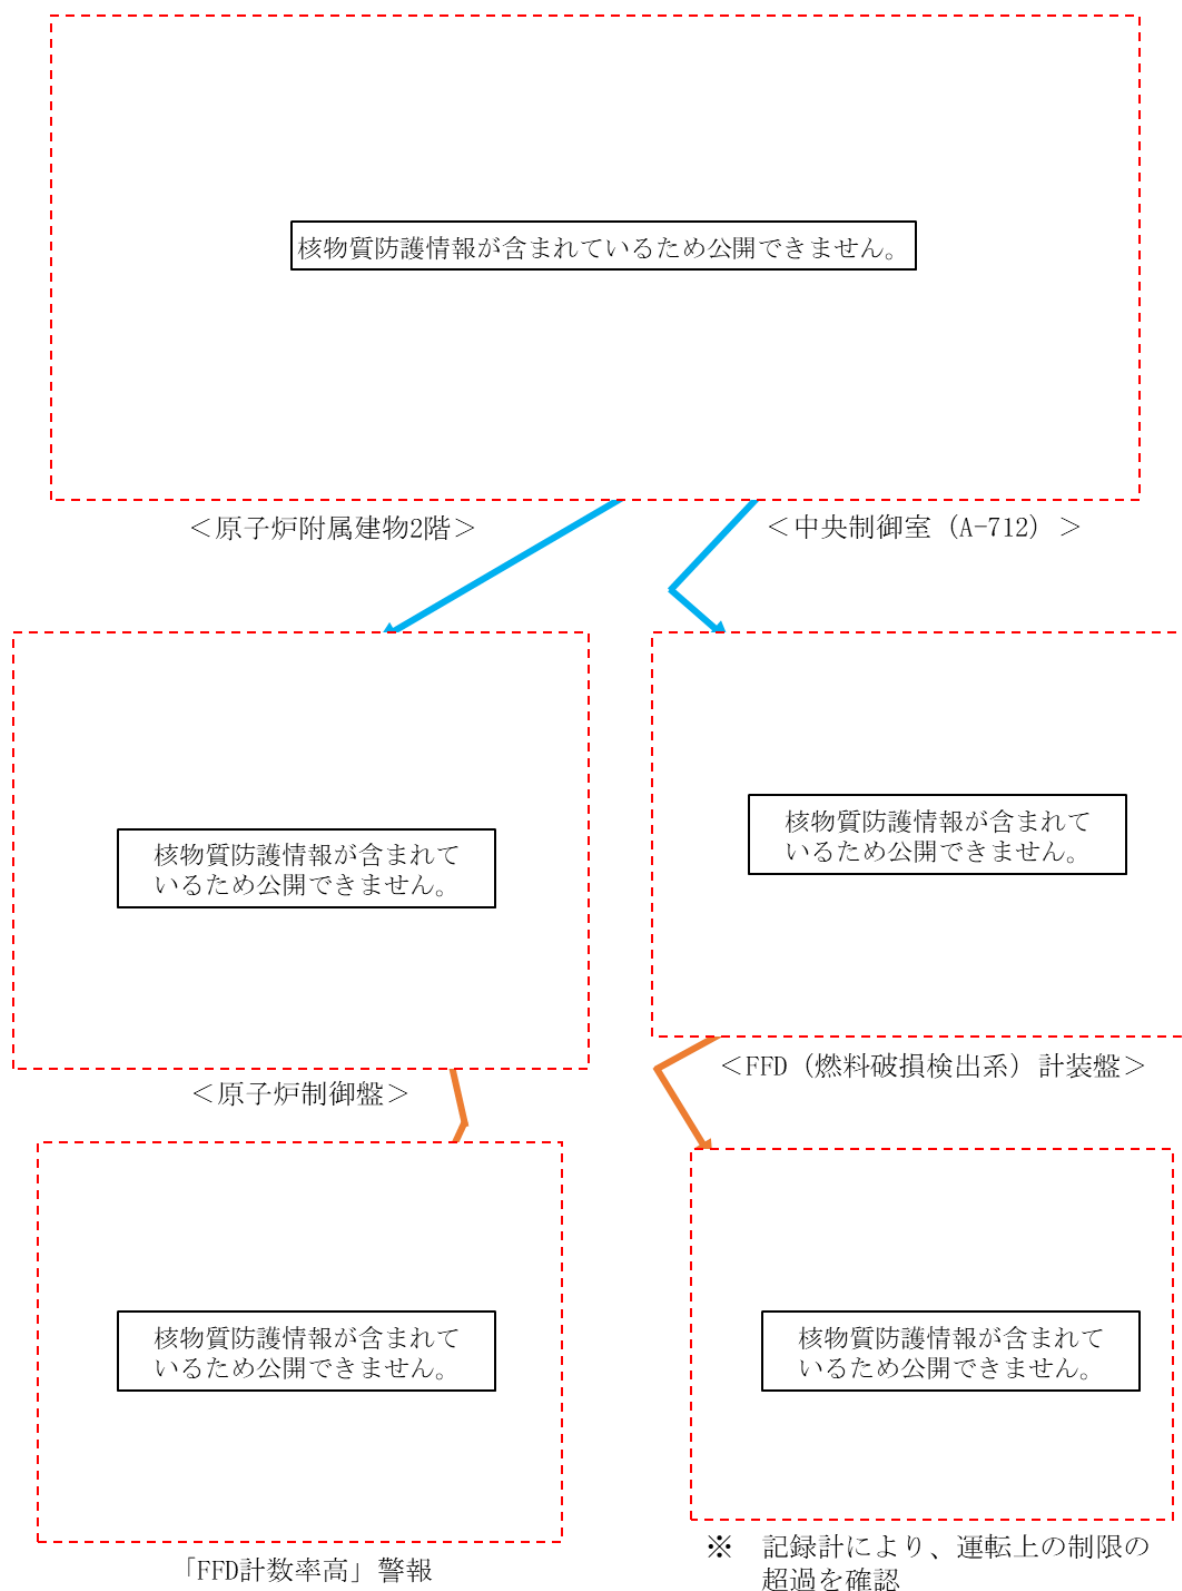 核物質防護情報が含まれているため公開できません。
＜原子炉附属建物2階＞
＜中央制御室（A-712）＞
核物質防護情報が含まれて
いるため公開できません。
核物質防護情報が含まれて
いるため公開できません。
＜原子炉制御盤＞
＜FFD（燃料破損検出系）計装盤＞
核物質防護情報が含まれて
いるため公開できません。
核物質防護情報が含まれて
いるため公開できません。
「FFD計数率高」警報
※　記録計により、運転上の制限の
超過を確認